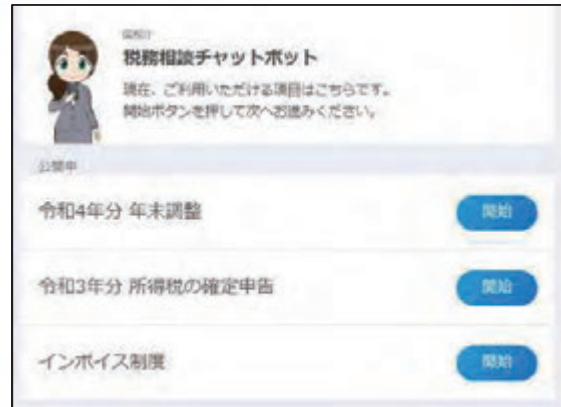 国税庁
税務相談チャットボット
現在、ご利用いただける項目はこちらです。
開始ボタンを押して次へお進みください。
公開中
令和4年分 年末調整
開始
令和3年分 所得税の確定申告
開始
インボイス制度
開始